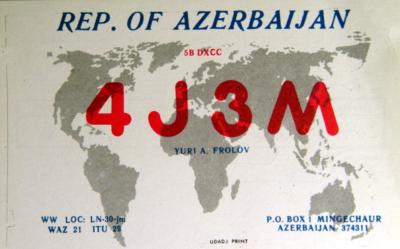 REP. OF AZERBAIJAN
5B DXCC
4J3M
YURI A. FROLOV
WW LOC: LN-30-jm
WAZ 21 ITU 29
P.O. BOX 1 MINGECHAUR
AZERBAIJAN 374311
UDADJ PRINT